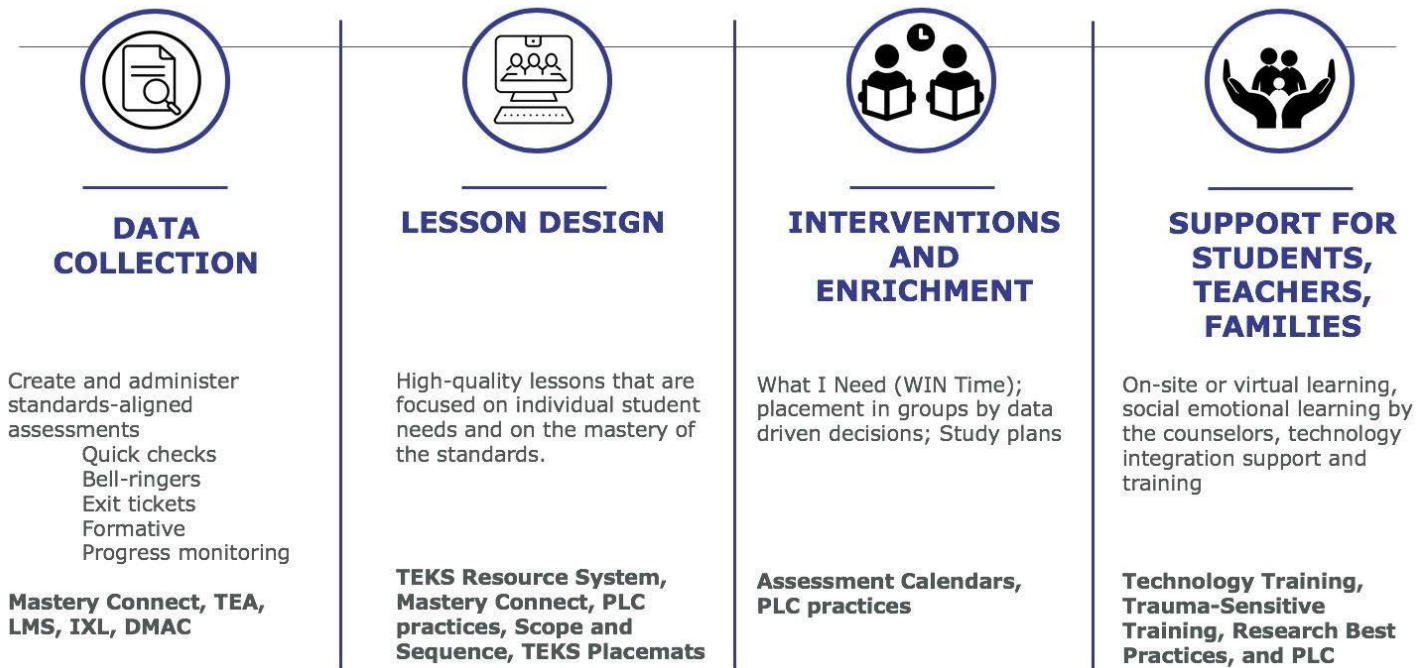 DATA
COLLECTION
Create and administer
standards-aligned
assessments
Quick checks
Bell-ringers
Exit tickets
Formative
Progress monitoring
Mastery Connect, TEA,
LMS, IXL, DMAC
LESSON DESIGN
High-quality lessons that are
focused on individual student
needs and on the mastery of
the standards.
TEKS Resource System,
Mastery Connect, PLC
practices, Scope and
Sequence, TEKS Placemats
INTERVENTIONS
AND
ENRICHMENT
What I Need (WIN Time);
placement in groups by data
driven decisions; Study plans
Assessment Calendars,
PLC practices
SUPPORT FOR
STUDENTS,
TEACHERS,
FAMILIES
On-site or virtual learning,
social emotional learning by
the counselors, technology
integration support and
training
Technology Training,
Trauma-Sensitive
Training, Research Best
Practices, and PLC